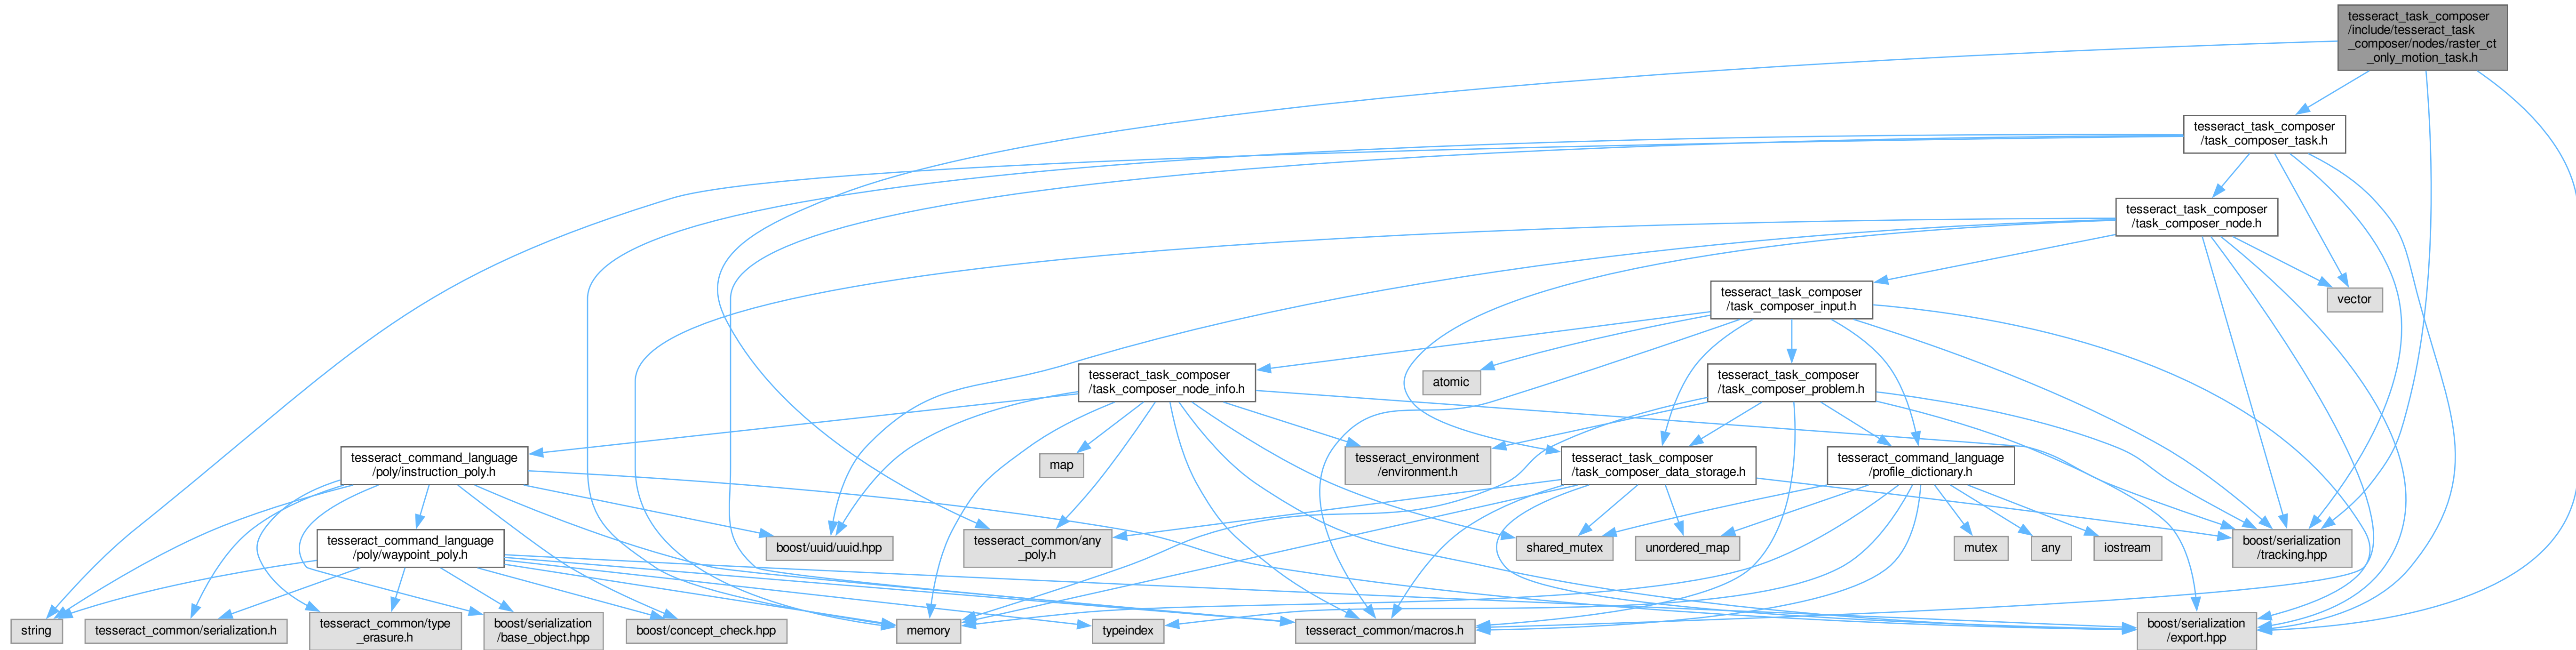 tesseract_task_composer
/include/tesseract_task
_composer/nodes/raster_ct
_only_motion_task.h
tesseract_task_composer
/task_composer_task.h
tesseract_task_composer
/task_composer_node.h
tesseract_task_composer
/task_composer_input.h
vector
tesseract_task_composer
/task_composer_node_info.h
atomic
tesseract_task_composer
/task_composer_problem.h
tesseract_command_language
/poly/instruction_poly.h
map
tesseract_environment
/environment.h
tesseract_task_composer
/task_composer_data_storage.h
tesseract_command_language
/profile_dictionary.h
tesseract_command_language
/poly/waypoint_poly.h
boost/uuid/uuid.hpp
tesseract_common/any
_poly.h
shared_mutex
unordered_map
mutex
any
iostream
boost/serialization
/tracking.hpp
string
tesseract_common/serialization.h
tesseract_common/type
_erasure.h
boost/serialization
/base_object.hpp
boost/concept_check.hpp
memory
typeindex
tesseract_common/macros.h
boost/serialization
/export.hpp